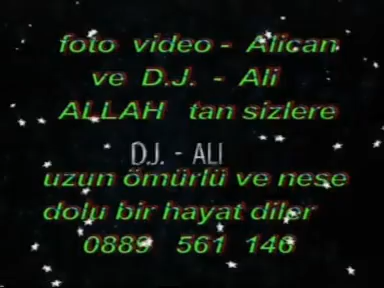 foto video - Alican
ve D.J. - Ali
ALLAH tan sizlere
D.J. - ALI
uzun ömürlü ve nese
dolu bir hayat diler
0889 561 146